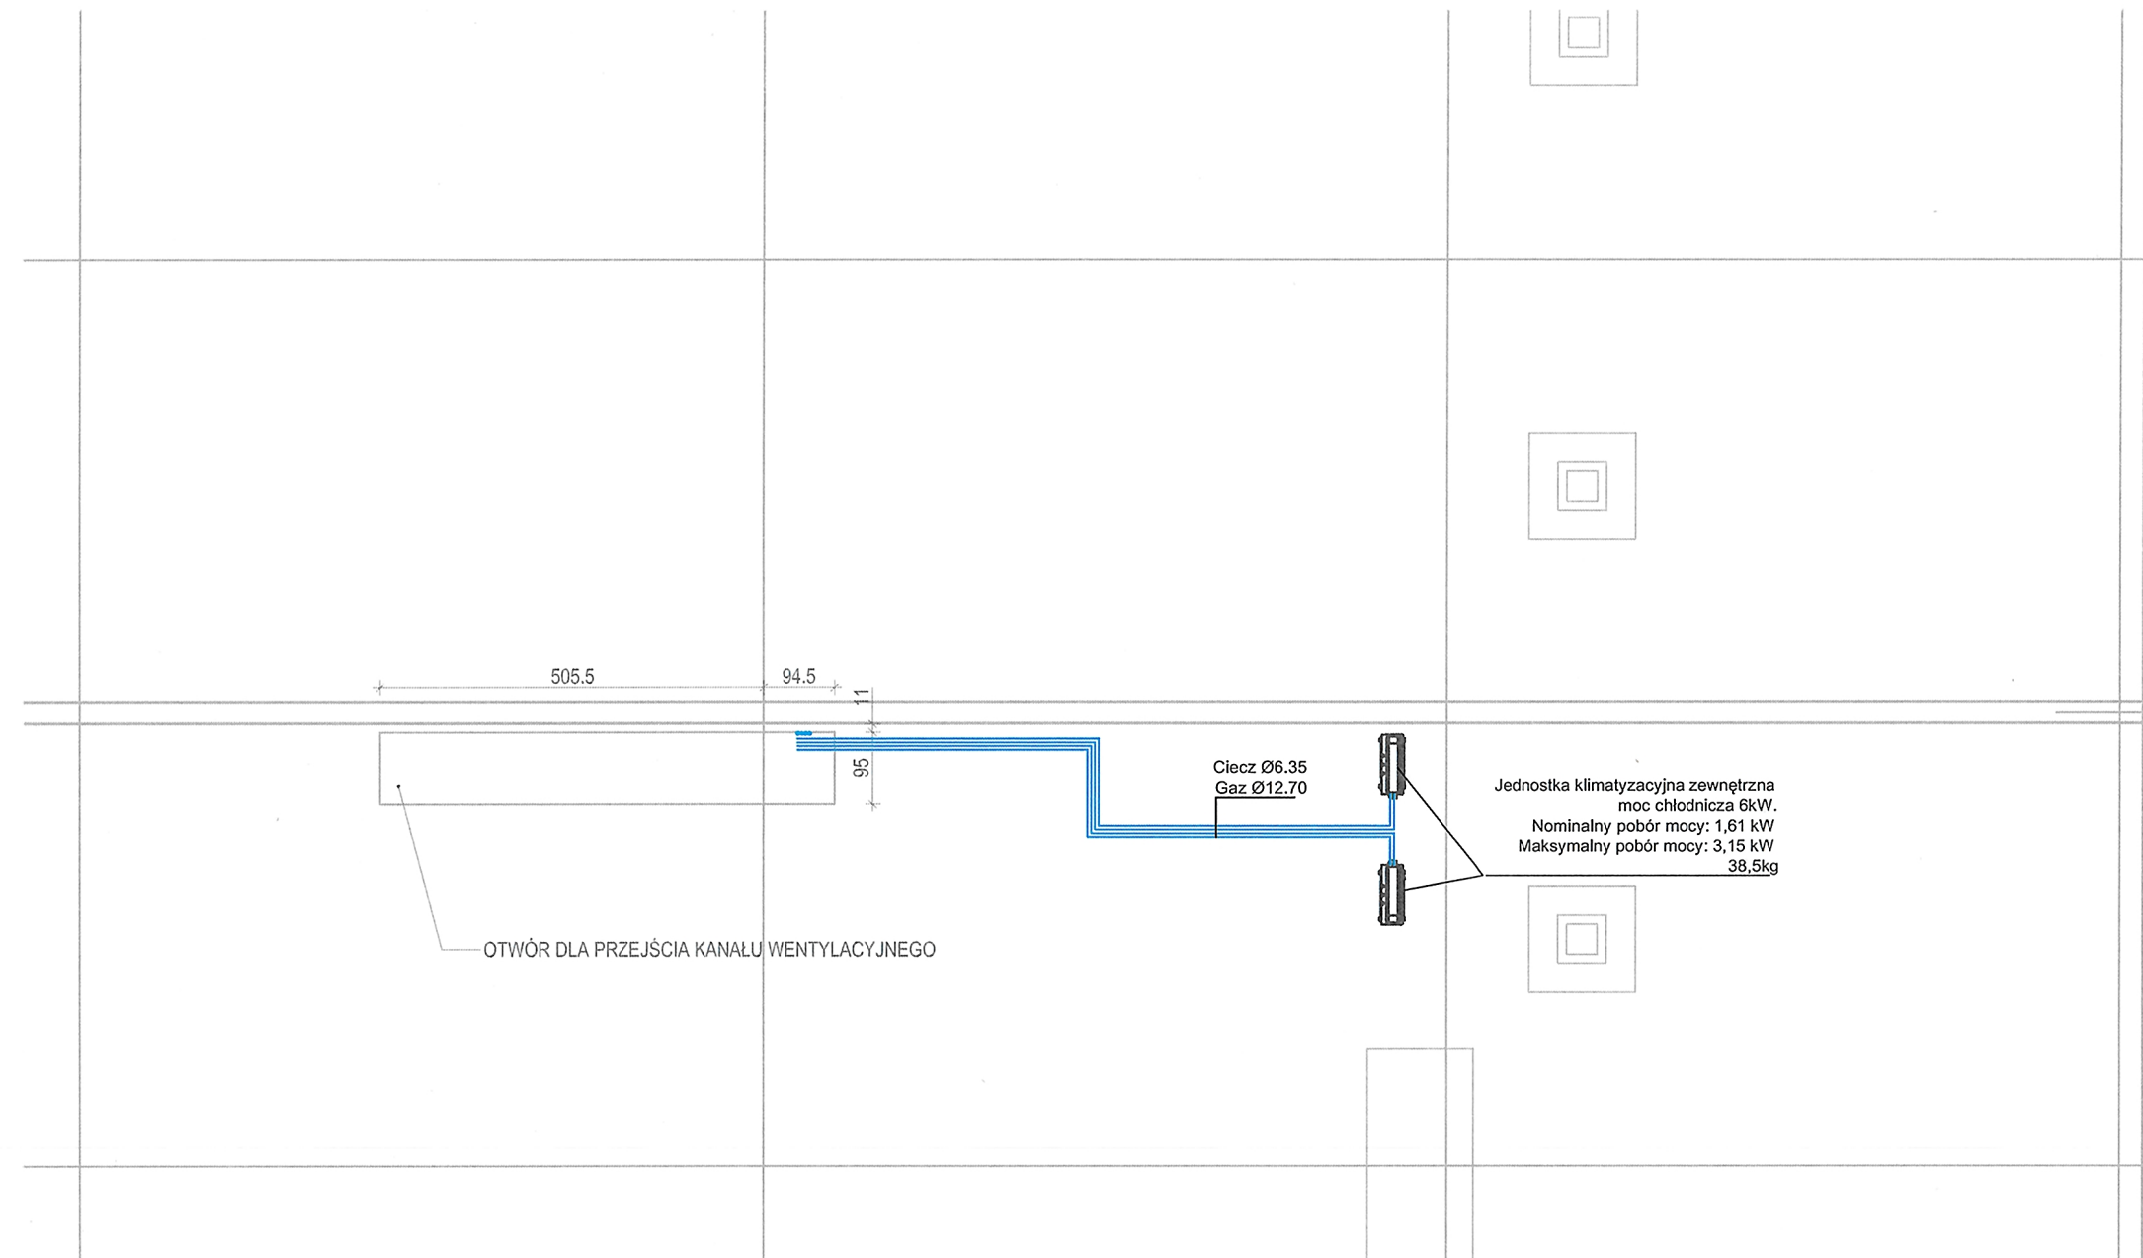 505.5
94.5
11
95
Ciecz Ø6.35
Gaz Ø12.70
Jednostka klimatyzacyjna zewnętrzna
moc chłodnicza 6kW.
Nominalny pobór mocy: 1,61 kW
Maksymalny pobór mocy: 3,15 kW
38,5kg
OTWÓR DLA PRZEJŚCIA KANAŁU WENTYLACYJNEGO